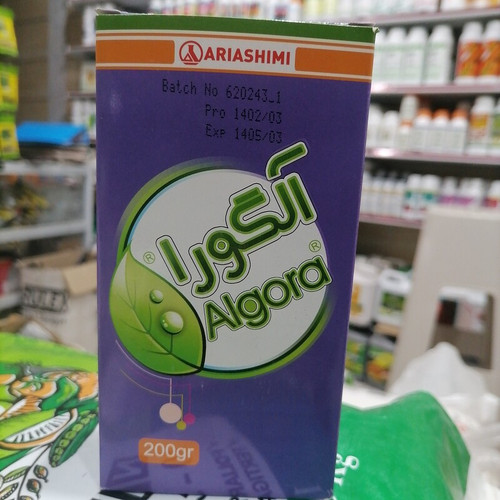 ARIASHIMI
Batch No 620243_1
Pro 1402/03
Exp 1405/03
آلگورا
®
Algora
®
200gr